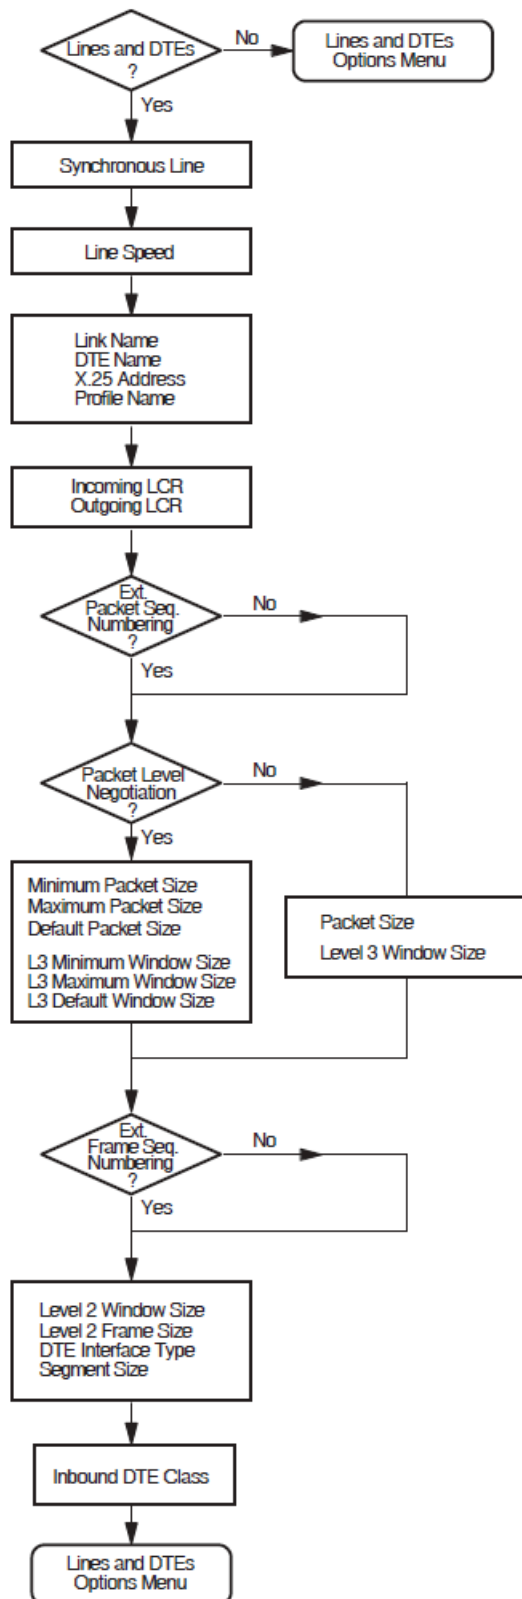 Lines and DTEs
?
No
Lines and DTEs
Options Menu
Yes
Synchronous Line
Line Speed
Link Name
DTE Name
X.25 Address
Profile Name
Incoming LCR
Outgoing LCR
Ext.
Packet Seq.
Numbering
?
No
Yes
Packet Level
Negotiation
?
No
Yes
Minimum Packet Size
Maximum Packet Size
Default Packet Size
L3 Minimum Window Size
L3 Maximum Window Size
L3 Default Window Size
Packet Size
Level 3 Window Size
Ext.
Frame Seq.
Numbering
?
No
Yes
Level 2 Window Size
Level 2 Frame Size
DTE Interface Type
Segment Size
Inbound DTE Class
Lines and DTEs
Options Menu